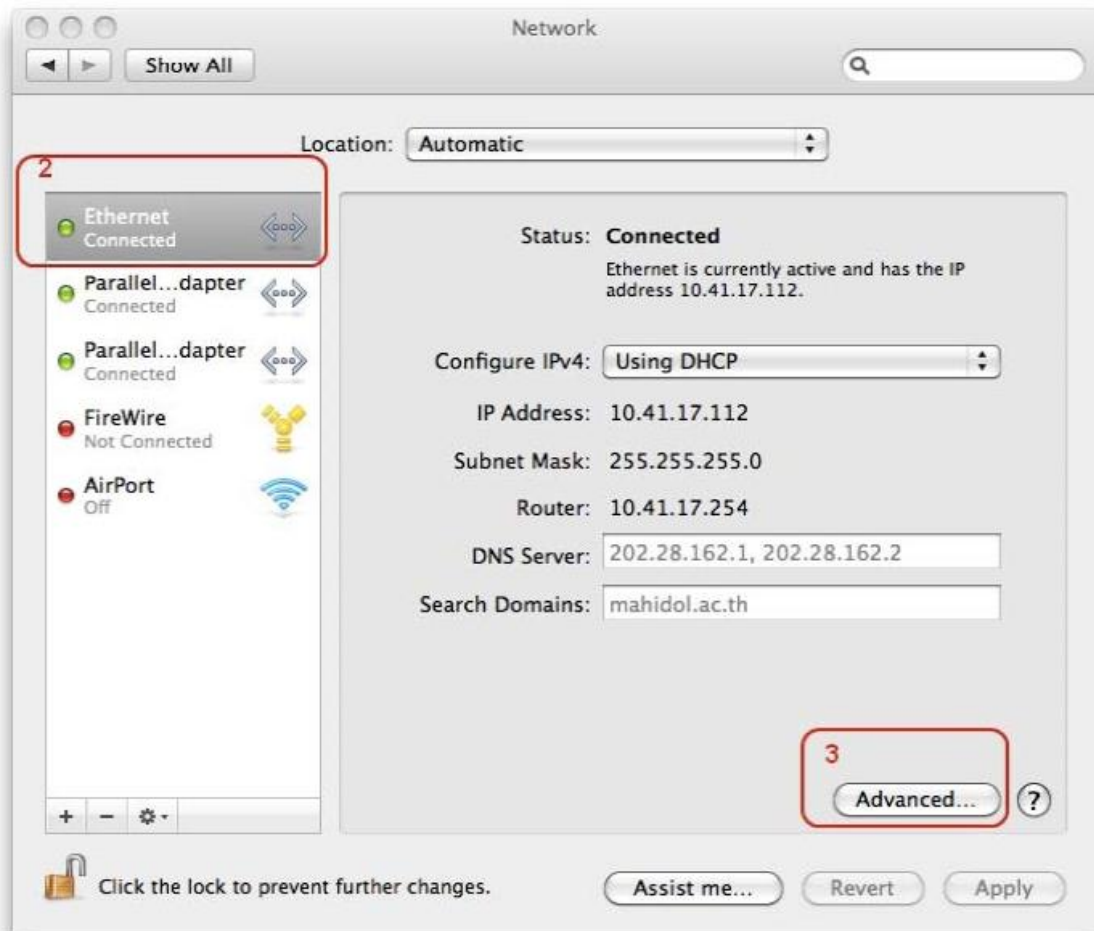 Network
Show All
Location: Automatic
2
Ethernet
Connected
Parallel...dapter
Connected
Parallel...dapter
Connected
FireWire
Not Connected
AirPort
Off
Status: Connected
Ethernet is currently active and has the IP
address 10.41.17.112.
Configure IPv4: Using DHCP
IP Address: 10.41.17.112
Subnet Mask: 255.255.255.0
Router: 10.41.17.254
DNS Server: 202.28.162.1, 202.28.162.2
Search Domains: mahidol.ac.th
3
Advanced... ?
+ −
Click the lock to prevent further changes.
Assist me... Revert Apply